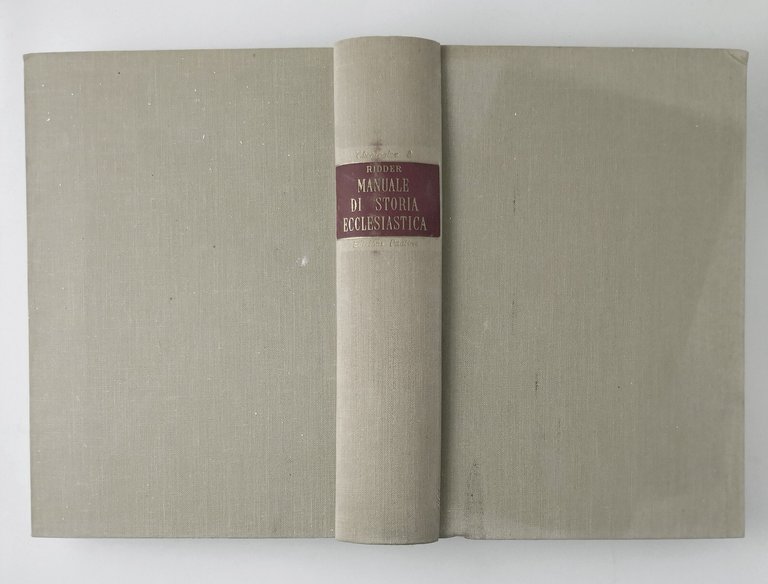 RIDDER
MANUALE
DI STORIA
ECCLESIASTICA